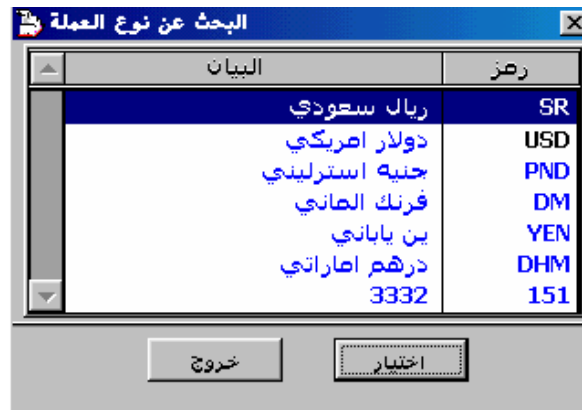 البحث عن نوع العملة
رمز البيان
SR ريال سعودي
USD دولار امريكي
PND جنيه استرليني
DM فرنك الماني
YEN ين ياباني
DHM درهم اماراتي
151 3332
اختيار خروج